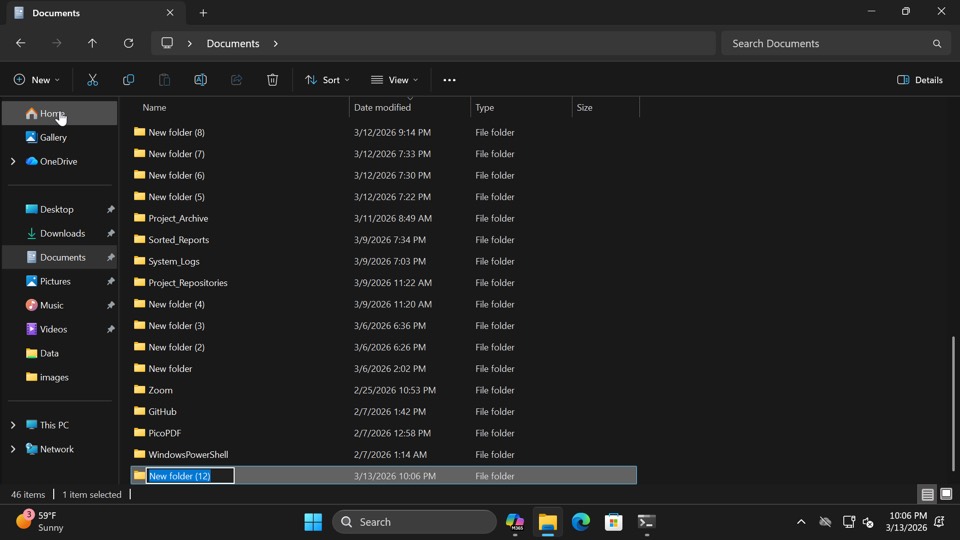 Documents
Documents
Search Documents
New
Sort
View
Details
Home
Gallery
OneDrive
Desktop
Downloads
Documents
Pictures
Music
Videos
Data
images
This PC
Network
Name Date modified Type Size
New folder (8) 3/12/2026 9:14 PM File folder
New folder (7) 3/12/2026 7:33 PM File folder
New folder (6) 3/12/2026 7:30 PM File folder
New folder (5) 3/12/2026 7:22 PM File folder
Project_Archive 3/11/2026 8:49 AM File folder
Sorted_Reports 3/9/2026 7:34 PM File folder
System_Logs 3/9/2026 7:03 PM File folder
Project_Repositories 3/9/2026 11:22 AM File folder
New folder (4) 3/9/2026 11:20 AM File folder
New folder (3) 3/6/2026 6:36 PM File folder
New folder (2) 3/6/2026 6:26 PM File folder
New folder 3/6/2026 2:02 PM File folder
Zoom 2/25/2026 10:53 PM File folder
GitHub 2/7/2026 1:42 PM File folder
PicoPDF 2/7/2026 12:58 PM File folder
WindowsPowerShell 2/7/2026 1:14 AM File folder
New folder (12) 3/13/2026 10:06 PM File folder
46 items 1 item selected
3
59°F
Sunny
Search
M365
10:06 PM
3/13/2026